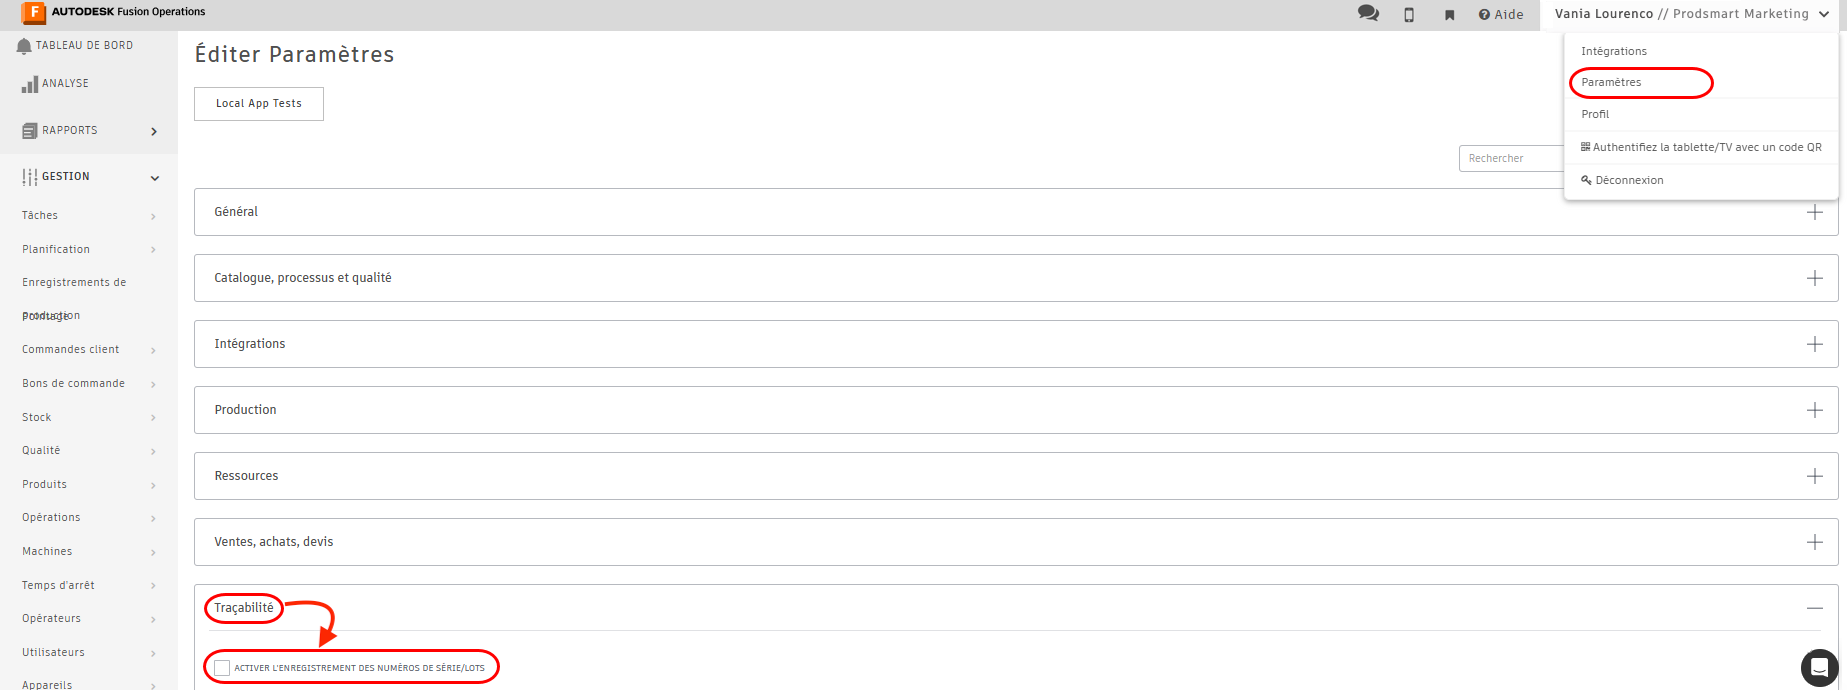 F AUTODESK Fusion Operations
Aide
Vania Lourenco // Prodsmart Marketing
TABLEAU DE BORD
ANALYSE
RAPPORTS
GESTION
Tâches
Planification
Enregistrements de
production
Pointage
Commandes client
Bons de commande
Stock
Qualité
Produits
Opérations
Machines
Temps d'arrêt
Opérateurs
Utilisateurs
Appareils
Éditer Paramètres
Local App Tests
Rechercher
Intégrations
Paramètres
Profil
Authentifiez la tablette/TV avec un code QR
Déconnexion
Général
Catalogue, processus et qualité
Intégrations
Production
Ressources
Ventes, achats, devis
Traçabilité
ACTIVER L'ENREGISTREMENT DES NUMÉROS DE SÉRIE/LOTS